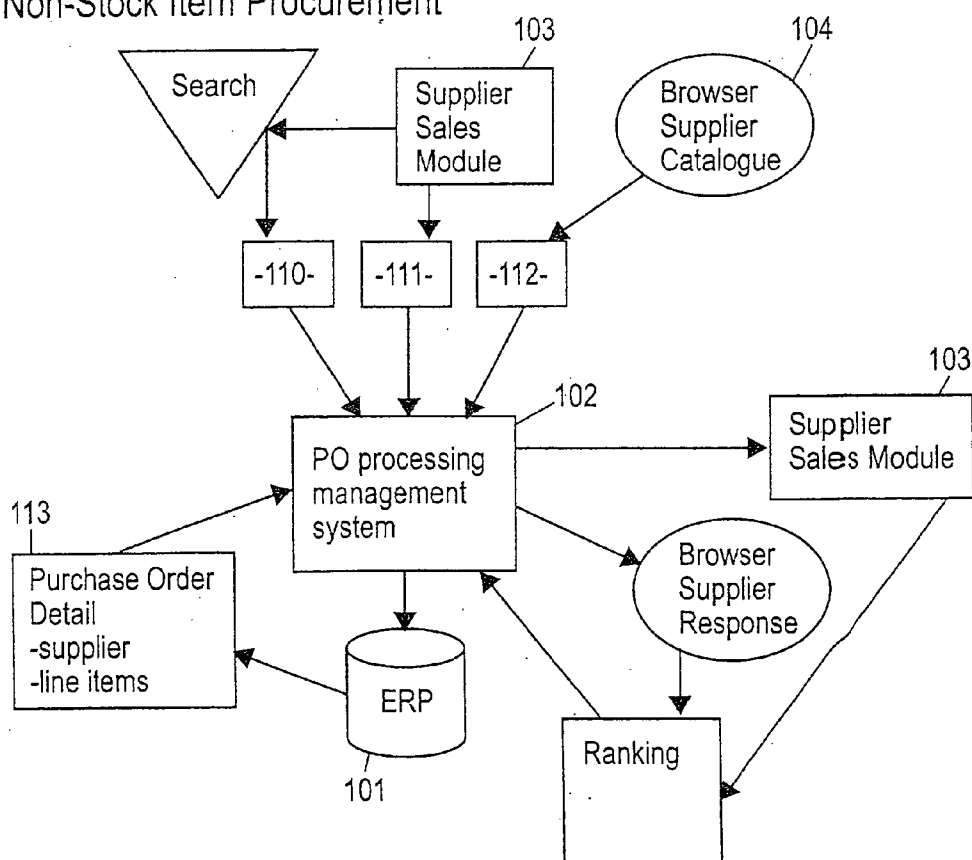 Non-Stock Item Procurement
103
104
Search
Supplier
Sales
Module
Browser
Supplier
Catalogue
-110-
-111-
-112-
102
103
PO processing
management
system
Supplier
Sales Module
113
Purchase Order
Detail
-supplier
-line items
Browser
Supplier
Response
ERP
101
Ranking